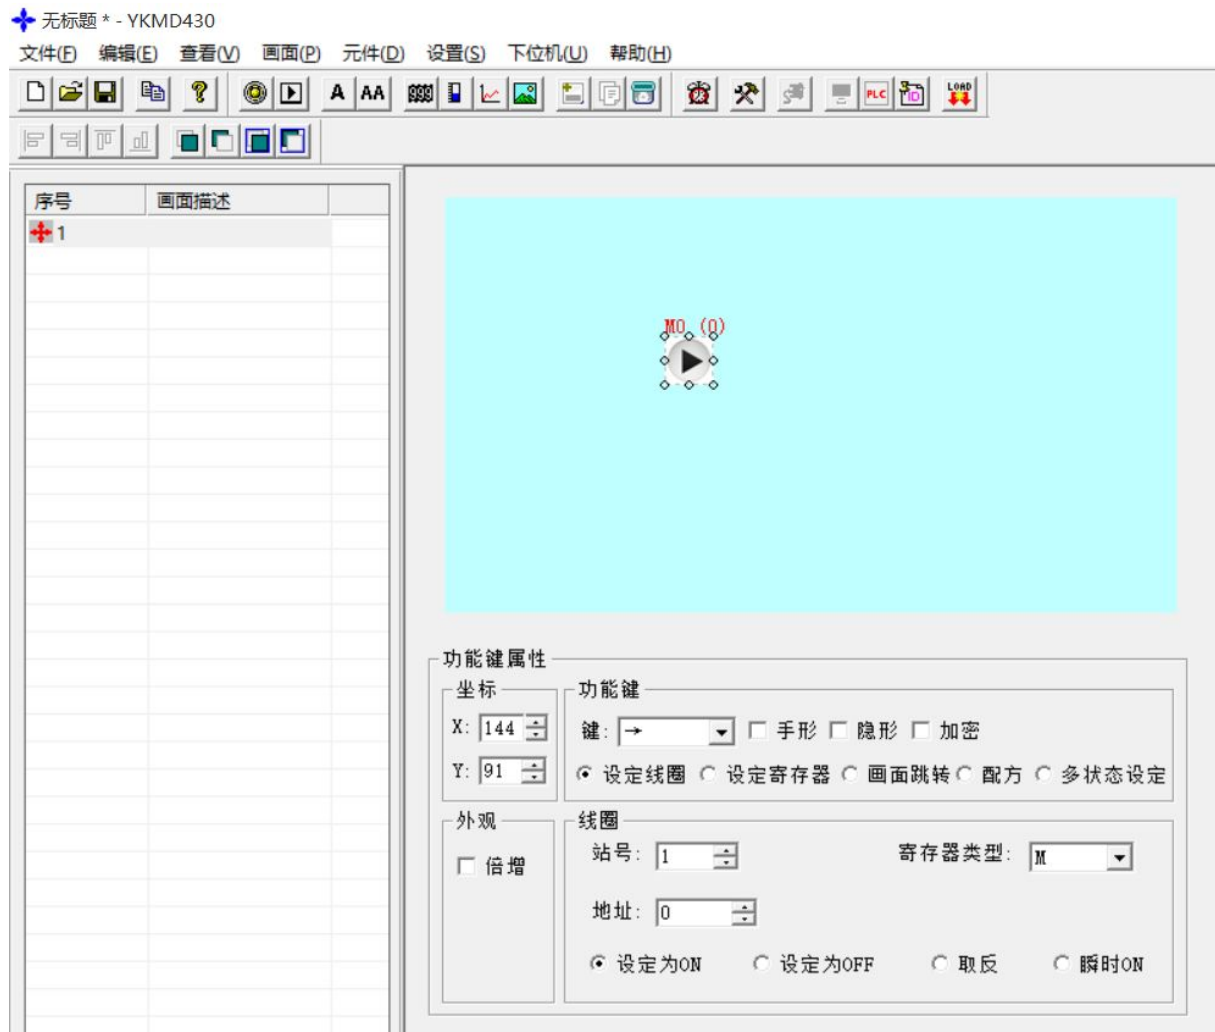 无标题 * - YKMD430
文件(F) 编辑(E) 查看(V) 画面(P) 元件(D) 设置(S) 下位机(U) 帮助(H)
A AA PLC ID LOAD
序号 画面描述
1
M0 (0)
功能键属性
坐标 功能键
X: 144 键: → 手形 隐形 加密
Y: 91 设定线圈 设定寄存器 画面跳转 配方 多状态设定
外观 线圈
倍增 站号: 1 寄存器类型: M
地址: 0
设定为ON 设定为OFF 取反 瞬时ON